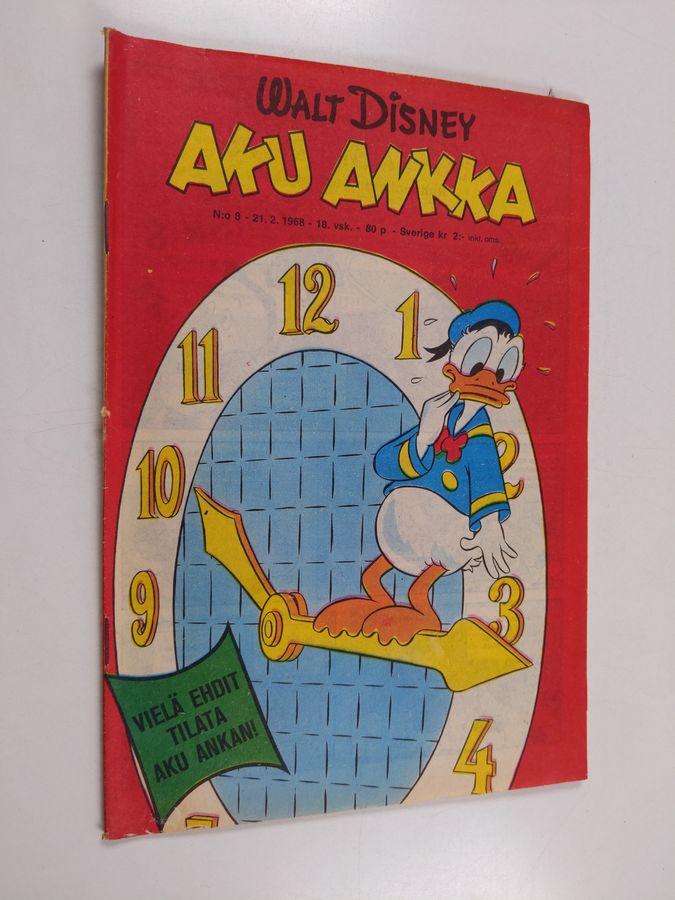 WALT DISNEY
AKU ANKKA
N:o 8 - 21. 2. 1968 - 18. vsk. - 80 p - Sverige kr 2:- inkl. oms.
12
11
1
10
2
9
3
4
VIELÄ EHDIT
TILATA
AKU ANKAN!